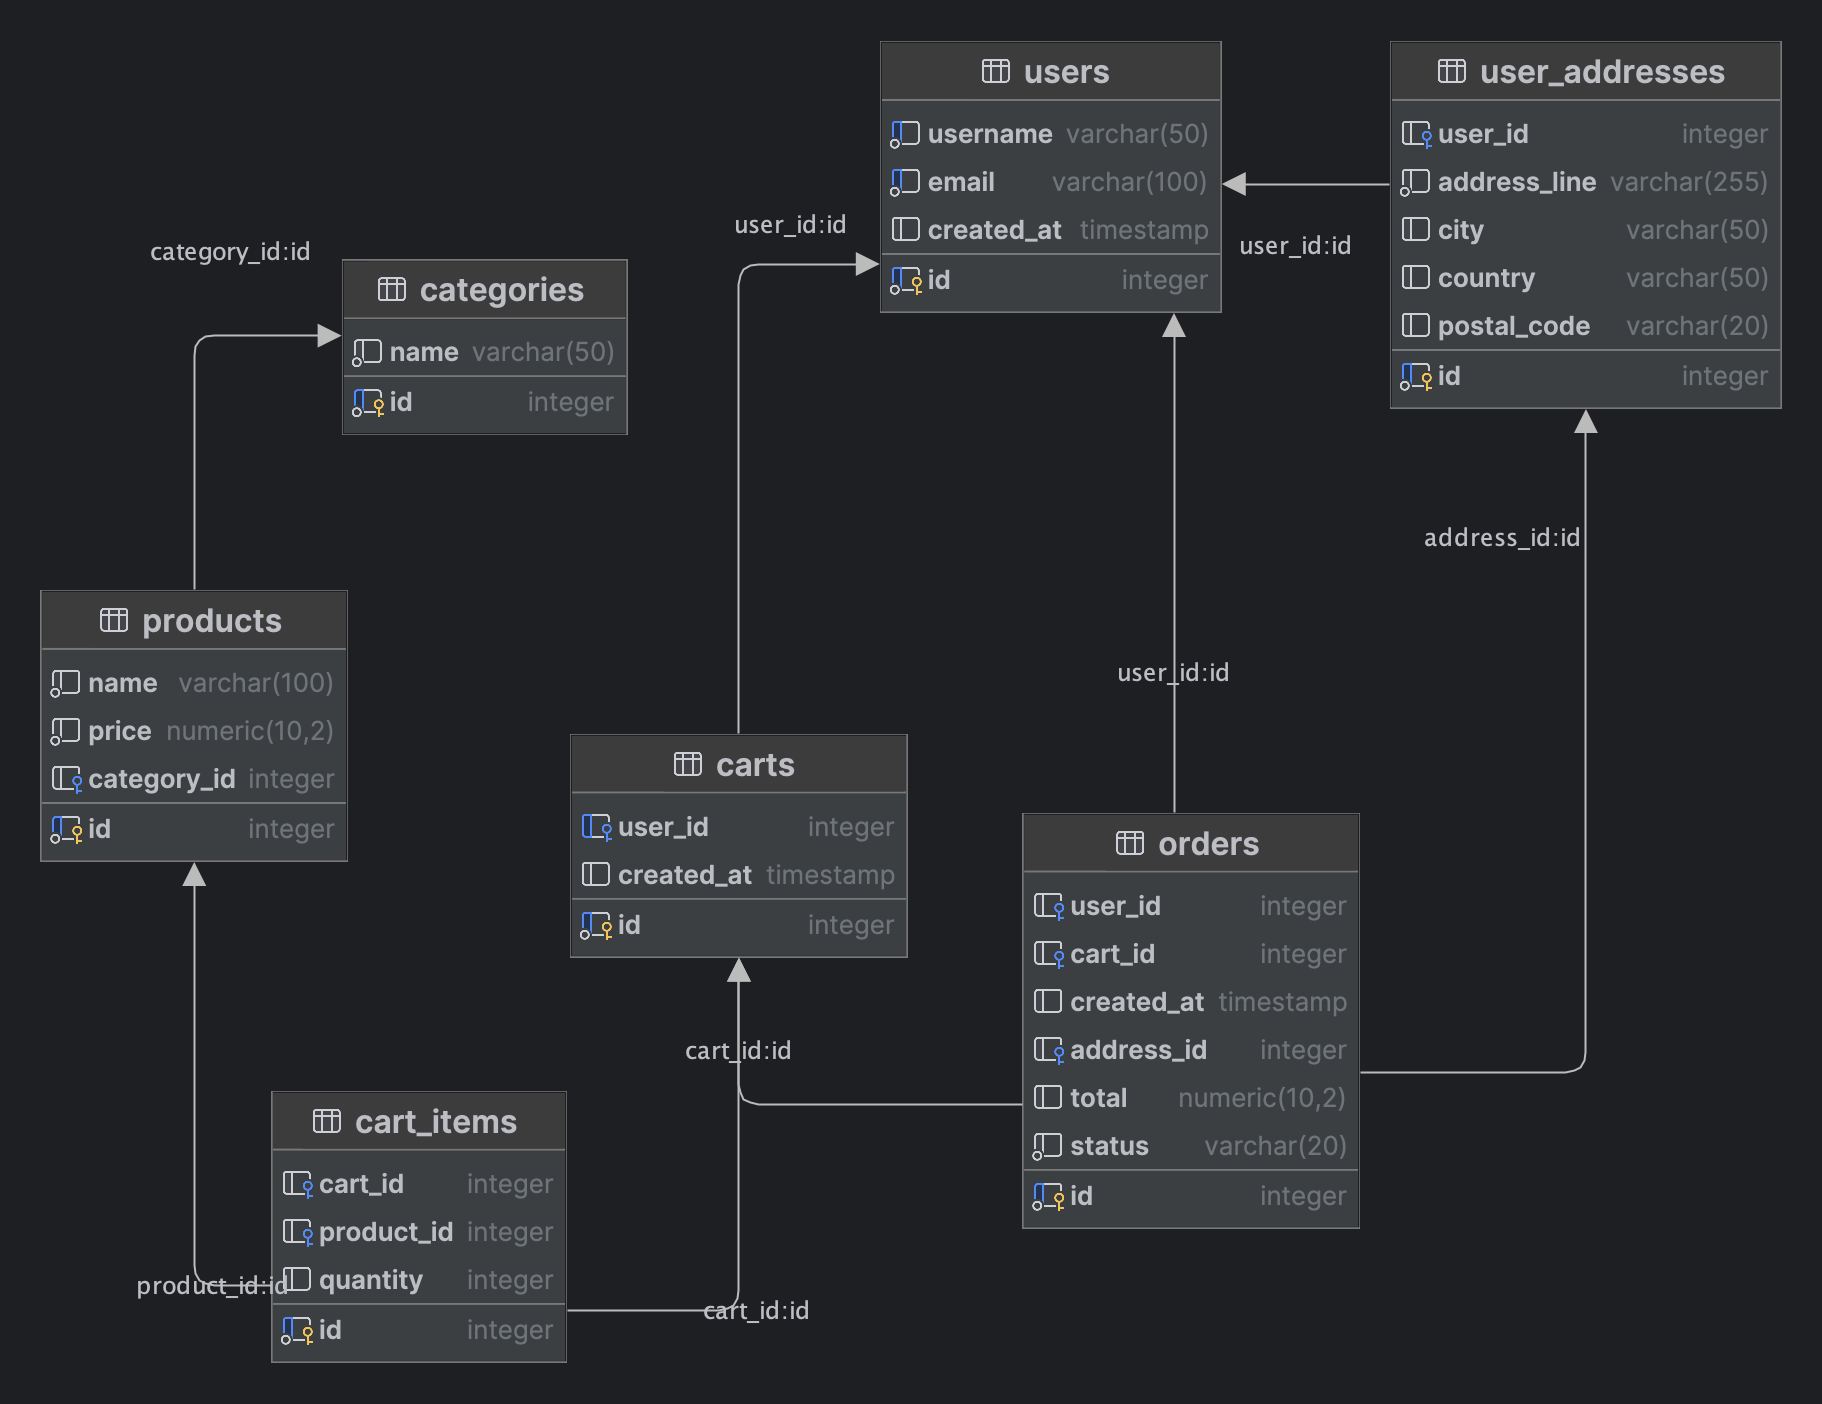 users
username varchar(50)
email varchar(100)
created_at timestamp
id integer
user_addresses
user_id integer
address_line varchar(255)
city varchar(50)
country varchar(50)
postal_code varchar(20)
id integer
user_id:id
user_id:id
category_id:id
categories
name varchar(50)
id integer
address_id:id
products
name varchar(100)
price numeric(10,2)
category_id integer
id integer
user_id:id
carts
user_id integer
created_at timestamp
id integer
orders
user_id integer
cart_id integer
created_at timestamp
address_id integer
total numeric(10,2)
status varchar(20)
id integer
cart_id:id
cart_items
cart_id integer
product_id integer
quantity integer
id integer
product_id:id
cart_id:id